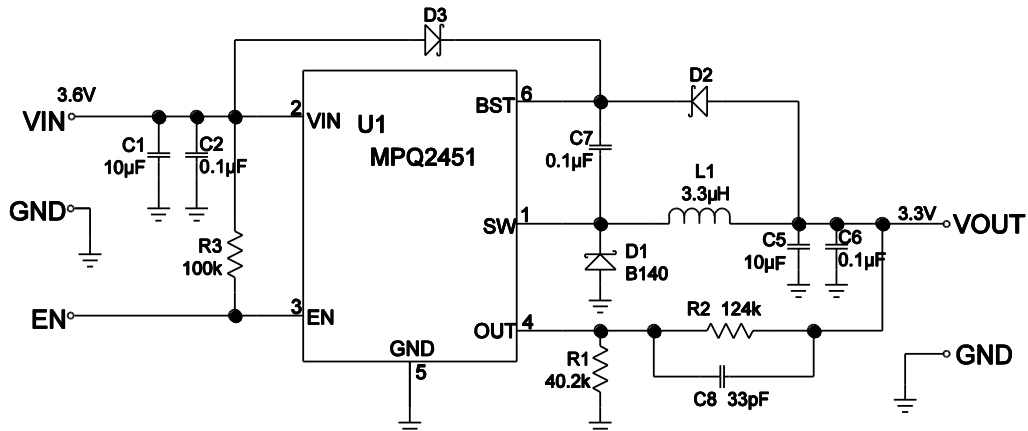 D3
3.6V
VIN
2
VIN
U1
MPQ2451
BST
6
D2
C1
10µF
C2
0.1µF
C7
0.1µF
L1
3.3µH
GND
SW
1
3.3V
VOUT
R3
100k
D1
B140
C5
10µF
C6
0.1µF
EN
3
EN
OUT
4
R2 124k
GND
5
R1
40.2k
C8 33pF
GND